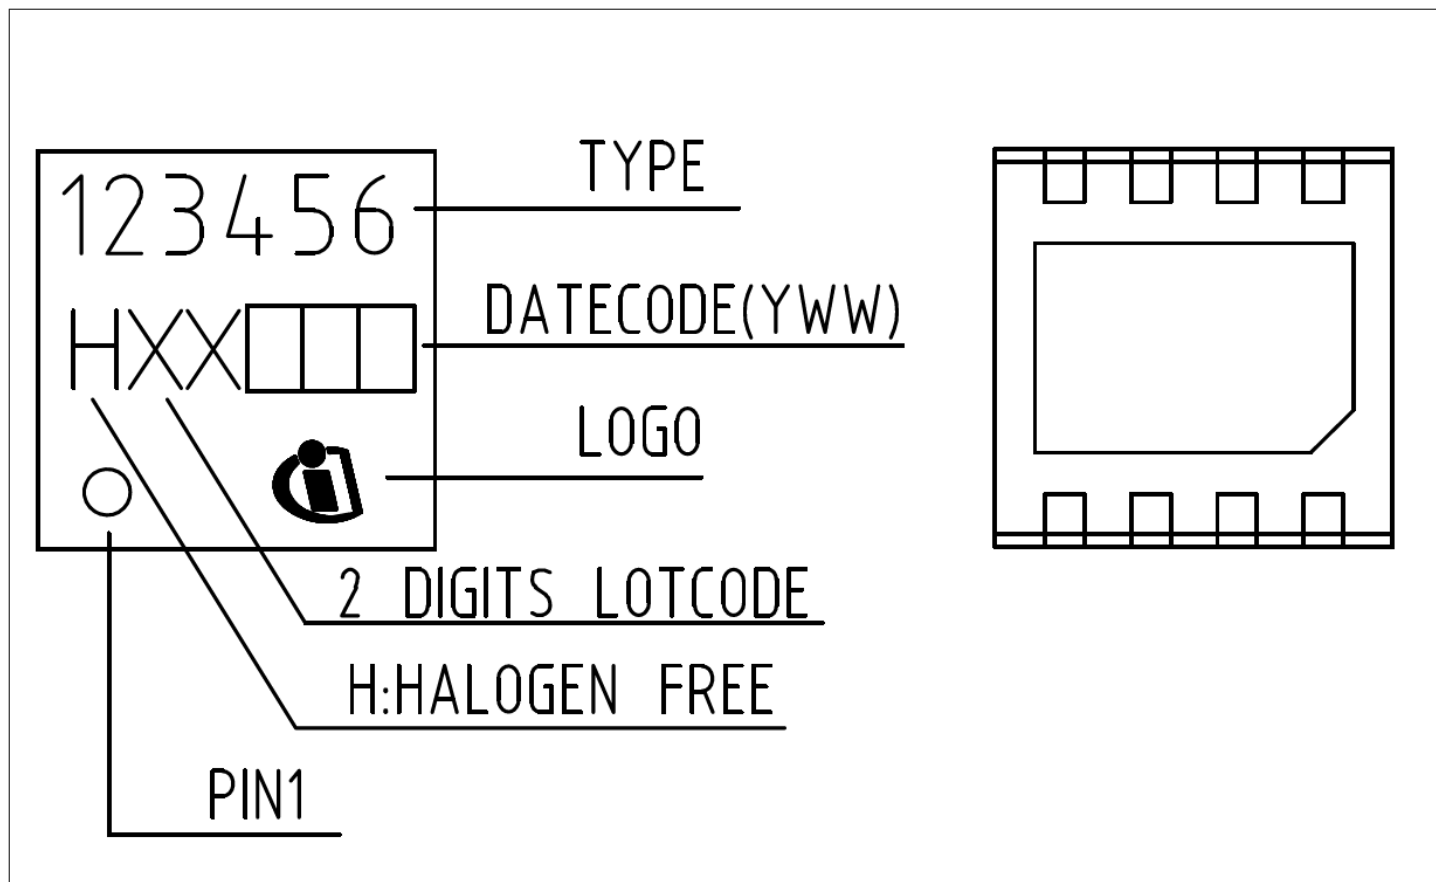 TYPE
123456
DATECODE(YWW)
HXX
LOGO
2 DIGITS LOTCODE
H:HALOGEN FREE
PIN1